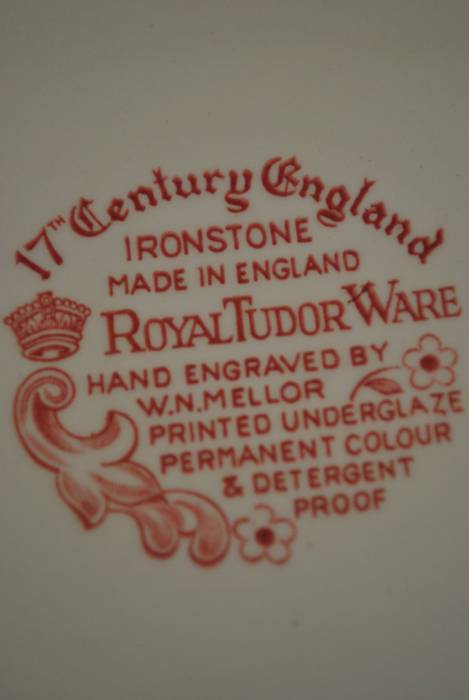 17TH Century England
IRONSTONE
MADE IN ENGLAND
ROYAL TUDOR WARE
HAND ENGRAVED BY
W.N.MELLOR
PRINTED UNDERGLAZE
PERMANENT COLOUR
& DETERGENT
PROOF